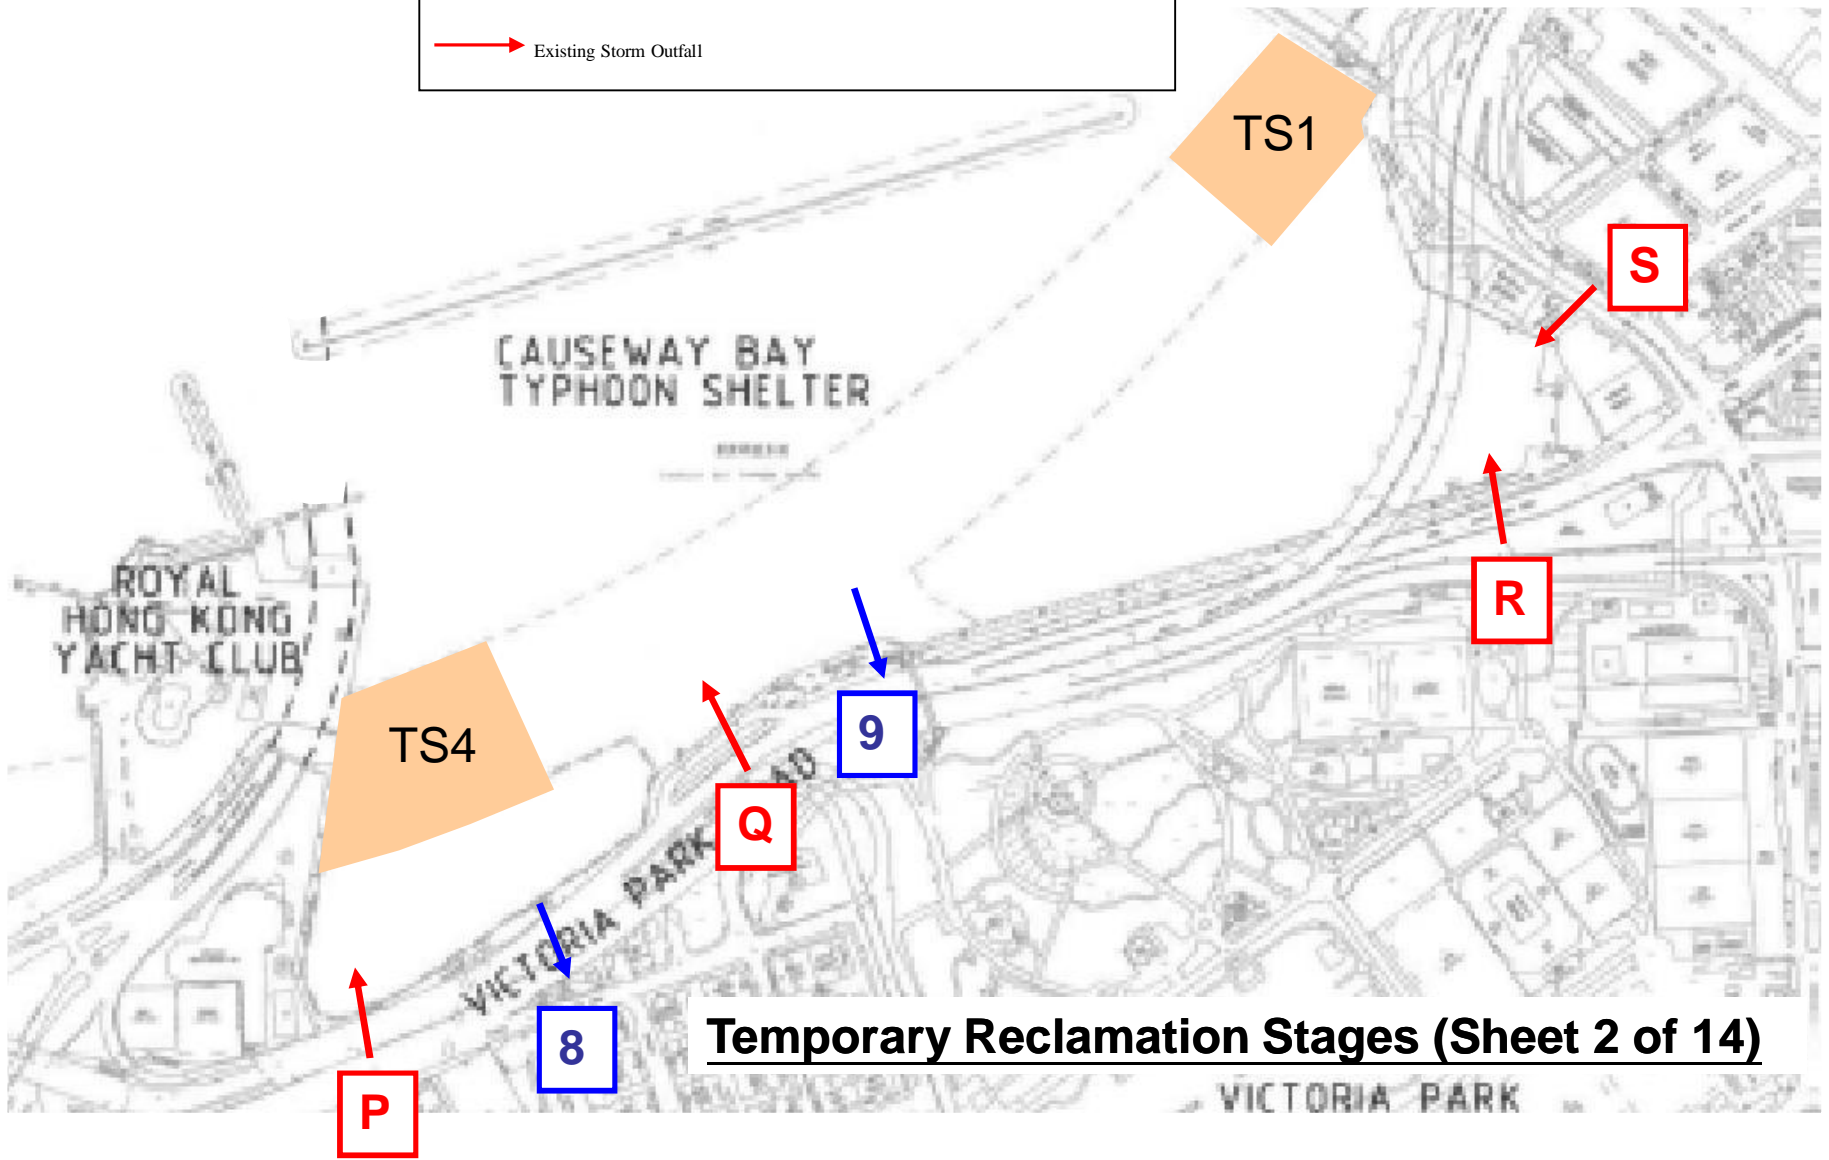 Existing Storm Outfall
TS1
S
CAUSEWAY BAY
TYPHOON SHELTER
ROYAL
HONG KONG
YACHT CLUB
R
TS4
9
Q
VICTORIA PARK ROAD
8
Temporary Reclamation Stages (Sheet 2 of 14)
VICTORIA PARK
P